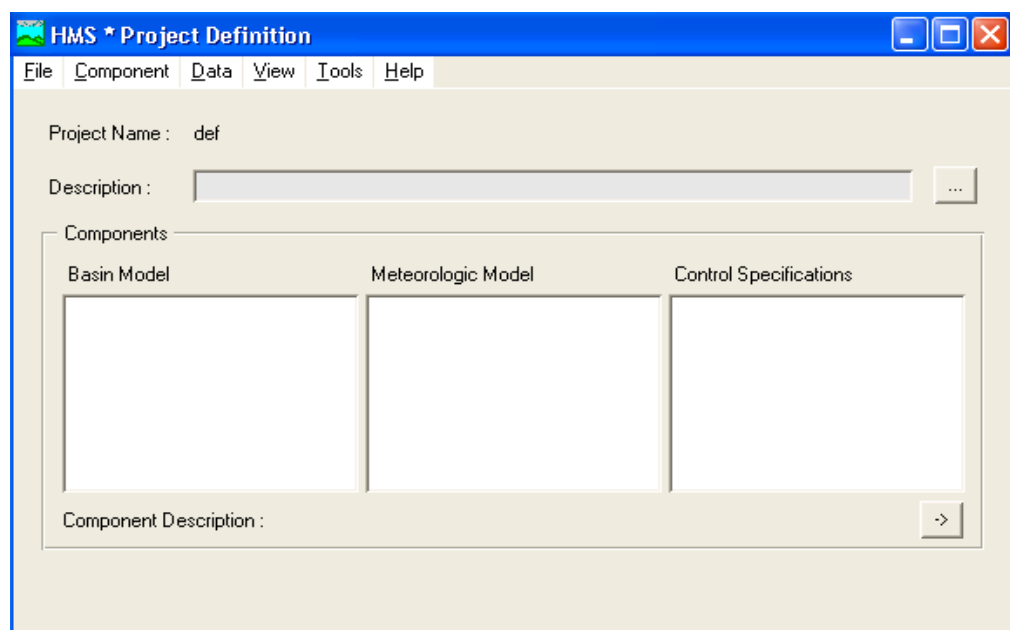 HMS * Project Definition
File Component Data View Tools Help
Project Name : def
Description : ...
Components
Basin Model Meteorologic Model Control Specifications
Component Description : ->